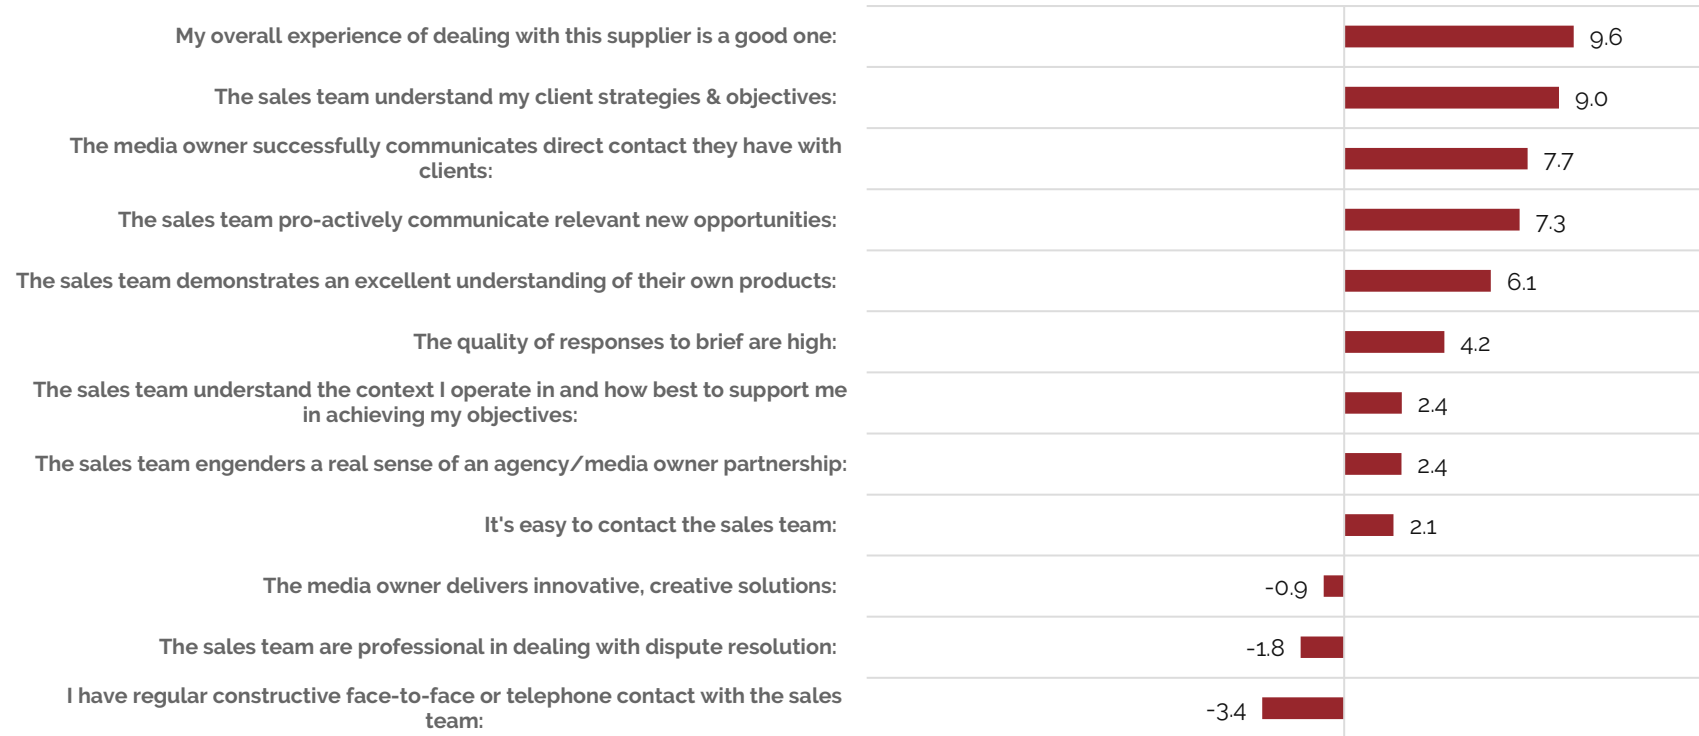 My overall experience of dealing with this supplier is a good one:
9.6
The sales team understand my client strategies & objectives:
9.0
The media owner successfully communicates direct contact they have with
clients:
7.7
The sales team pro-actively communicate relevant new opportunities:
7.3
The sales team demonstrates an excellent understanding of their own products:
6.1
The quality of responses to brief are high:
4.2
The sales team understand the context I operate in and how best to support me
in achieving my objectives:
2.4
The sales team engenders a real sense of an agency/media owner partnership:
2.4
It's easy to contact the sales team:
2.1
The media owner delivers innovative, creative solutions:
-0.9
The sales team are professional in dealing with dispute resolution:
-1.8
I have regular constructive face-to-face or telephone contact with the sales
team:
-3.4